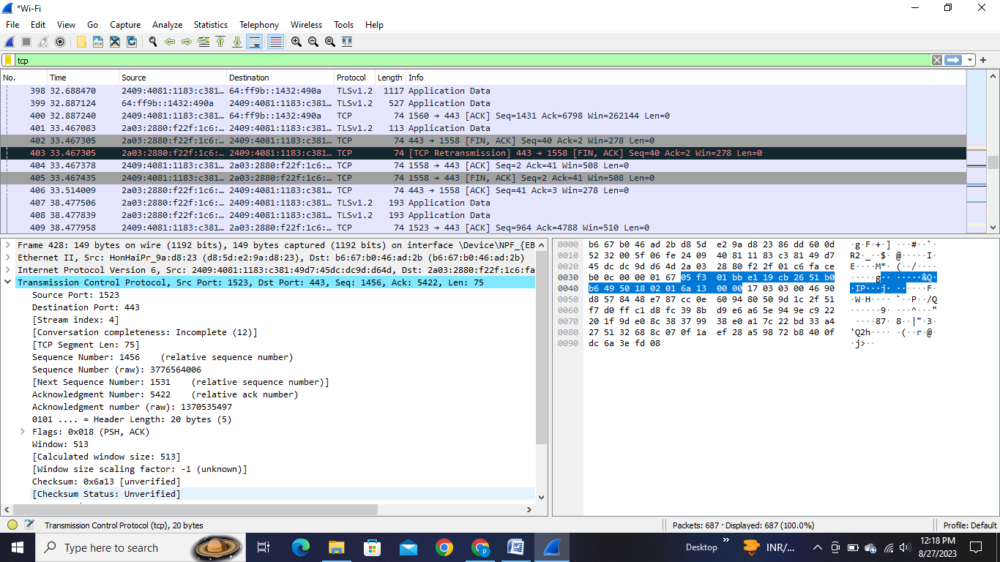 *Wi-Fi
File Edit View Go Capture Analyze Statistics Telephony Wireless Tools Help
tcp
No. Time Source Destination Protocol Length Info
398 32.688470 2409:4081:1183:c381… 64:ff9b::1432:490a TLSv1.2 1117 Application Data
399 32.887124 64:ff9b::1432:490a 2409:4081:1183:c381… TLSv1.2 527 Application Data
400 32.887240 2409:4081:1183:c381… 64:ff9b::1432:490a TCP 74 1560 → 443 [ACK] Seq=1431 Ack=6798 Win=262144 Len=0
401 33.467083 2a03:2880:f22f:1c6:… 2409:4081:1183:c381… TLSv1.2 113 Application Data
402 33.467305 2a03:2880:f22f:1c6:… 2409:4081:1183:c381… TCP 74 443 → 1558 [FIN, ACK] Seq=40 Ack=2 Win=278 Len=0
403 33.467305 2a03:2880:f22f:1c6:… 2409:4081:1183:c381… TCP 74 [TCP Retransmission] 443 → 1558 [FIN, ACK] Seq=40 Ack=2 Win=278 Len=0
404 33.467378 2409:4081:1183:c381… 2a03:2880:f22f:1c6:… TCP 74 1558 → 443 [ACK] Seq=2 Ack=41 Win=508 Len=0
405 33.467435 2409:4081:1183:c381… 2a03:2880:f22f:1c6:… TCP 74 1558 → 443 [FIN, ACK] Seq=2 Ack=41 Win=508 Len=0
406 33.514009 2a03:2880:f22f:1c6:… 2409:4081:1183:c381… TCP 74 443 → 1558 [ACK] Seq=41 Ack=3 Win=278 Len=0
407 38.477506 2a03:2880:f22f:1c6:… 2409:4081:1183:c381… TLSv1.2 193 Application Data
408 38.477839 2a03:2880:f22f:1c6:… 2409:4081:1183:c381… TLSv1.2 193 Application Data
409 38.477958 2409:4081:1183:c381… 2a03:2880:f22f:1c6:… TCP 74 1523 → 443 [ACK] Seq=964 Ack=4788 Win=510 Len=0
Frame 428: 149 bytes on wire (1192 bits), 149 bytes captured (1192 bits) on interface \Device\NPF_{EB
Ethernet II, Src: HonHaiPr_9a:d8:23 (d8:5d:e2:9a:d8:23), Dst: b6:67:b0:46:ad:2b (b6:67:b0:46:ad:2b)
Internet Protocol Version 6, Src: 2409:4081:1183:c381:49d7:45dc:dc9d:d64d, Dst: 2a03:2880:f22f:1c6:fa
Transmission Control Protocol, Src Port: 1523, Dst Port: 443, Seq: 1456, Ack: 5422, Len: 75
Source Port: 1523
Destination Port: 443
[Stream index: 4]
[Conversation completeness: Incomplete (12)]
[TCP Segment Len: 75]
Sequence Number: 1456 (relative sequence number)
Sequence Number (raw): 3776564006
[Next Sequence Number: 1531 (relative sequence number)]
Acknowledgment Number: 5422 (relative ack number)
Acknowledgment number (raw): 1370535497
0101 .... = Header Length: 20 bytes (5)
Flags: 0x018 (PSH, ACK)
Window: 513
[Calculated window size: 513]
[Window size scaling factor: -1 (unknown)]
Checksum: 0x6a13 [unverified]
[Checksum Status: Unverified]
0000 b6 67 b0 46 ad 2b d8 5d e2 9a d8 23 86 dd 60 0d ·g·F·+·] ···#··`·
0010 52 32 00 5f 06 fe 24 09 40 81 11 83 c3 81 49 d7 R2·_··$· @·····I·
0020 45 dc dc 9d d6 4d 2a 03 28 80 f2 2f 01 c6 fa ce E····M*· (··/····
0030 b0 0c 00 00 01 67 05 f3 01 bb e1 19 cb 26 51 b0 ·····g·· ·····&Q·
0040 b6 49 50 18 02 01 6a 13 00 00 17 03 03 00 46 90 ·IP···j· ······F·
0050 d8 57 84 48 e7 87 cc 0e 60 94 80 50 9d 1c 2f 51 ·W·H···· `··P··/Q
0060 f7 d0 ff c1 d8 fc 39 8b d9 e6 a6 5e 94 9e c9 22 ······9· ···^···"
0070 20 1f 9d e0 8c 38 37 99 38 e0 a1 7c 22 bd 33 a4 ····87· 8··|"·3·
0080 27 51 32 68 8c 07 0f 1a ef 28 a5 98 72 b8 40 0f 'Q2h···· ·(··r·@·
0090 dc 6a 3e fd 08 ·j>··
Transmission Control Protocol (tcp), 20 bytes Packets: 687 · Displayed: 687 (100.0%) Profile: Default
Type here to search Desktop » INR/... 12:18 PM
8/27/2023